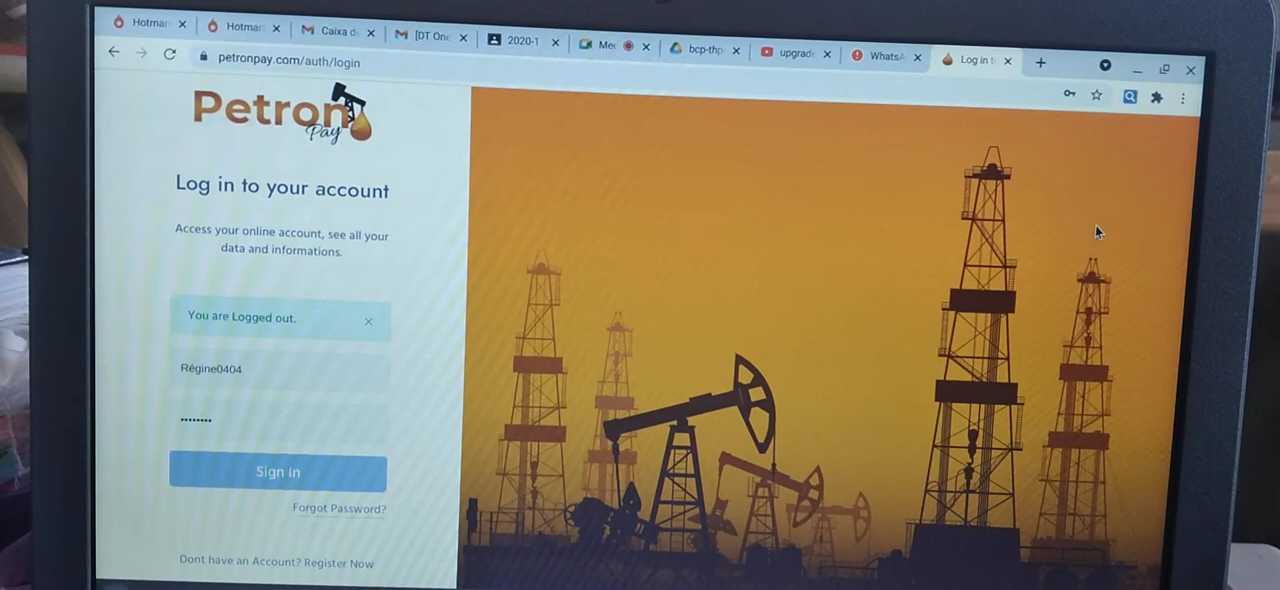 Hotmar
Hotmar
Caixa d
[DT One
2020-1
Mee
bcp-thp
upgrade
WhatsA
Log in t
petronpay.com/auth/login
Petron
Pay
Log in to your account
Access your online account, see all your
data and informations.
You are Logged out.
Régine0404
Sign In
Forgot Password?
Dont have an Account? Register Now